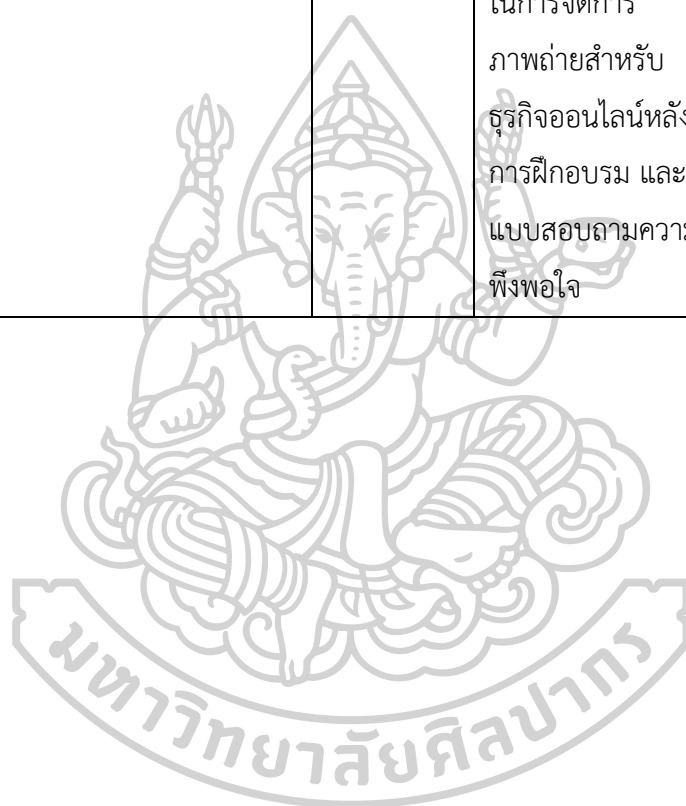 ในการจัดการ
ภาพถ่ายสำหรับ
ธุรกิจออนไลน์หลัง
การฝึกอบรม และ
แบบสอบถามความ
พึงพอใจ
มหาวิทยาลัยศิลปากร